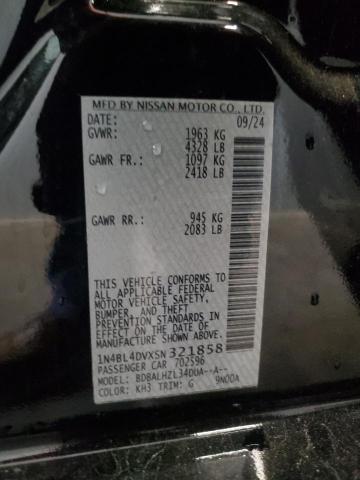 MFD BY NISSAN MOTOR CO., LTD.
DATE: 09/24
GVWR: 1963 KG
4328 LB
GAWR FR.: 1097 KG
2418 LB
GAWR RR.: 945 KG
2083 LB
THIS VEHICLE CONFORMS TO
ALL APPLICABLE FEDERAL
MOTOR VEHICLE SAFETY,
BUMPER, AND THEFT
PREVENTION STANDARDS
IN EFFECT ON THE DATE OF
MANUFACTURE SHOWN ABOVE.
1N4BL4DVXSN321858
PASSENGER CAR 702596
MODEL: BDBALHZL34DUA--A--
COLOR: KH3 TRIM: G 9N00A